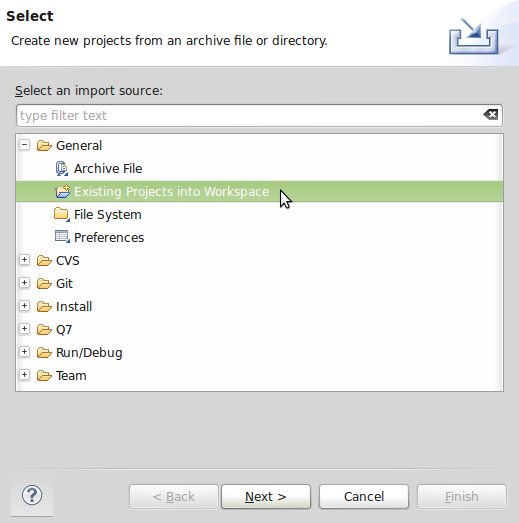 Select
Create new projects from an archive file or directory.
Select an import source:
type filter text
General
Archive File
Existing Projects into Workspace
File System
Preferences
CVS
Git
Install
Q7
Run/Debug
Team
? < Back Next > Cancel Finish